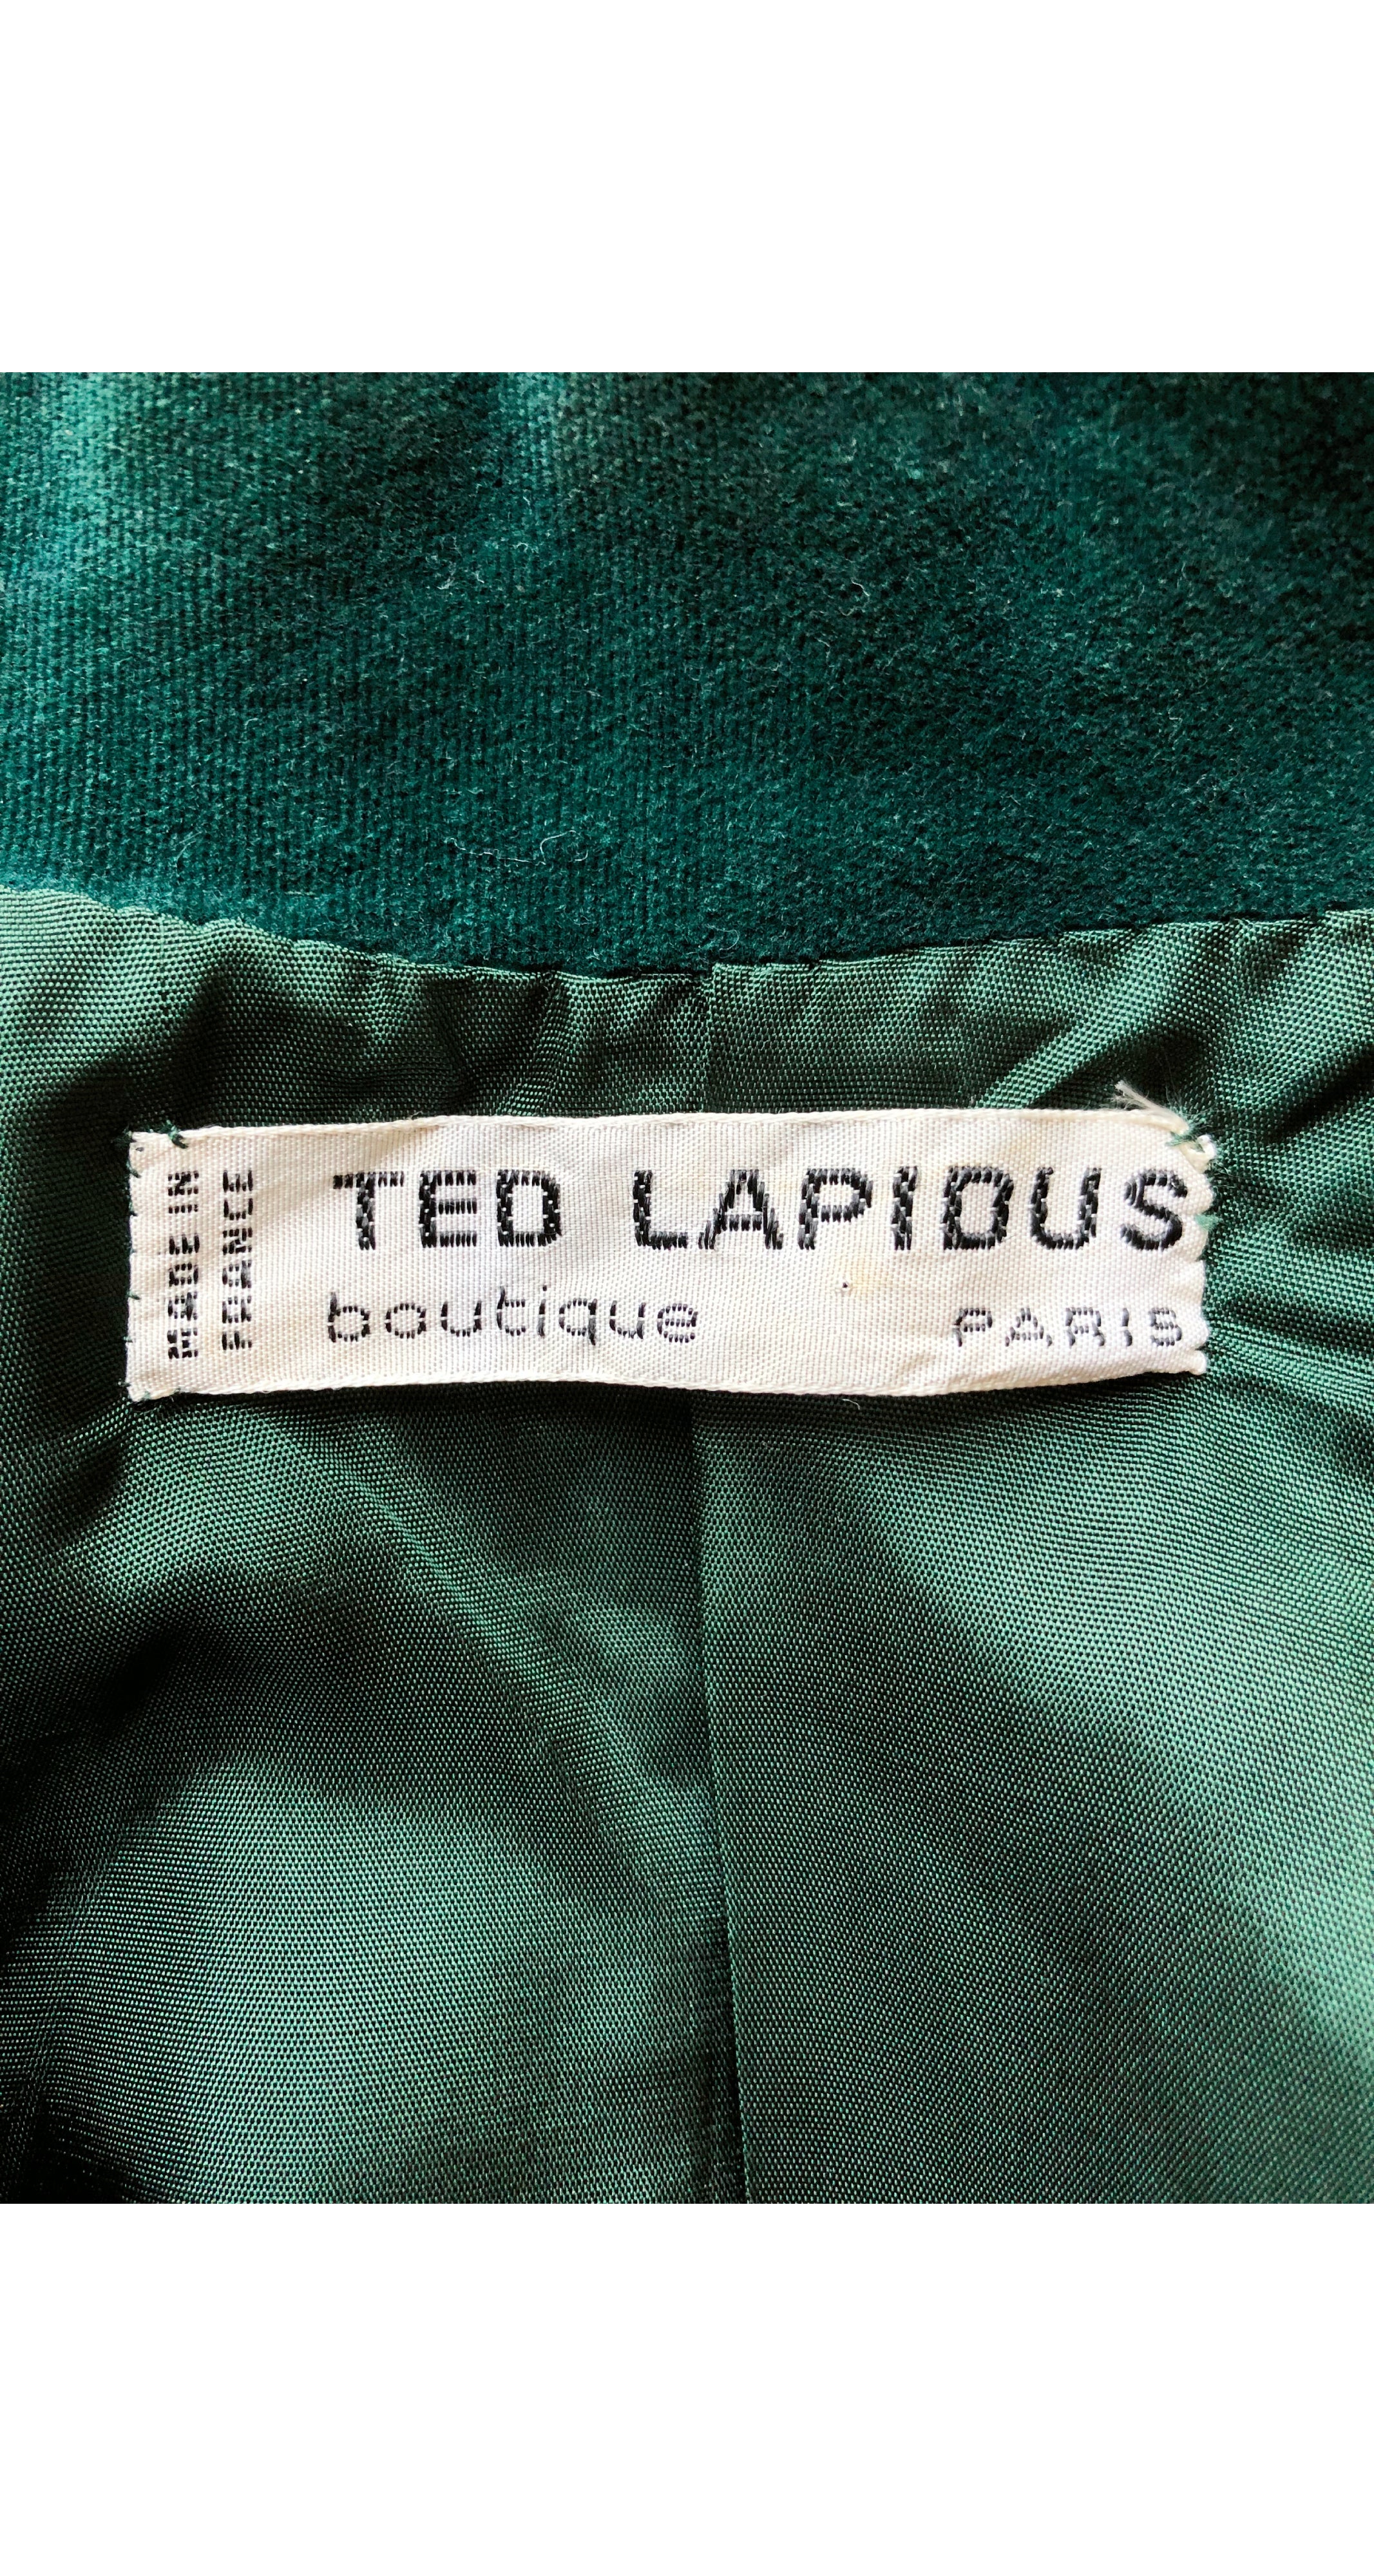 MADE IN
FRANCE
TED LAPIDUS
boutique PARIS